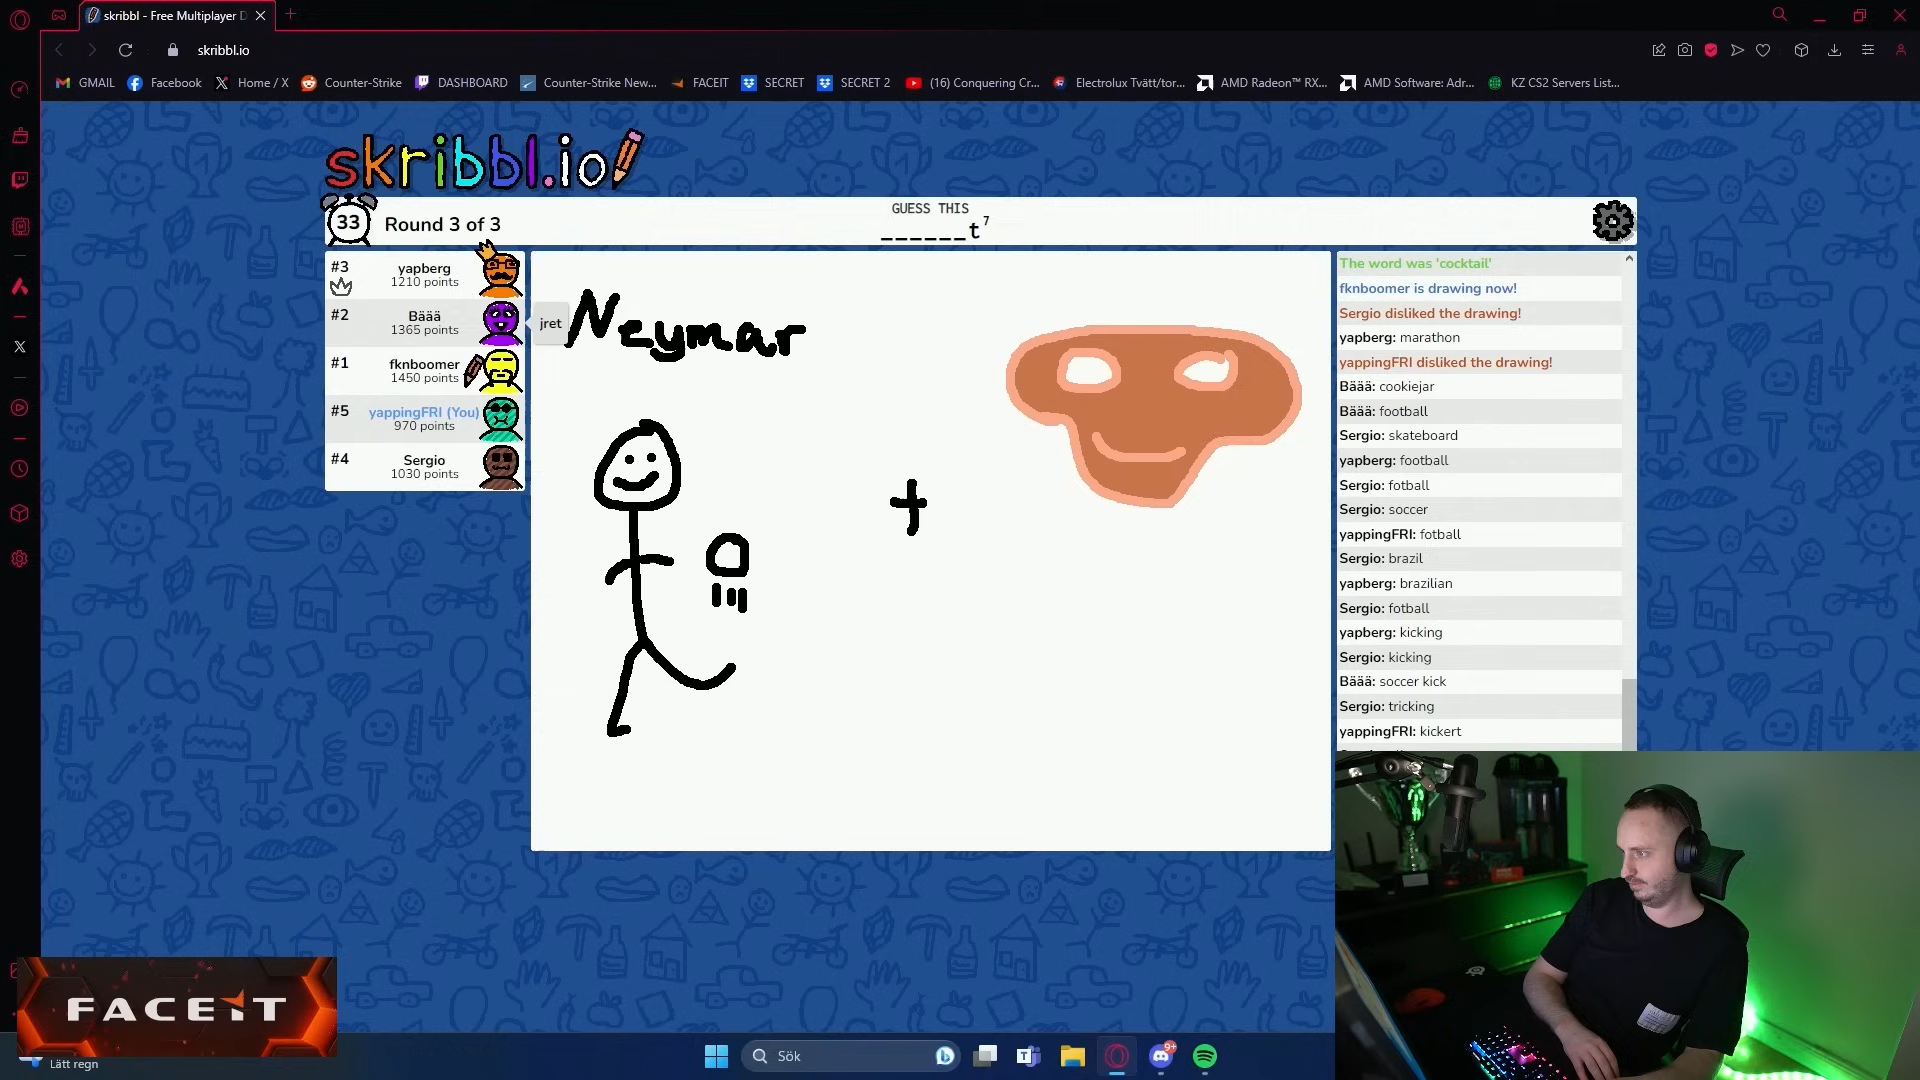 skribbl - Free Multiplayer D
skribbl.io
GMAIL
Facebook
Home / X
Counter-Strike
DASHBOARD
Counter-Strike New...
FACEIT
SECRET
SECRET 2
(16) Conquering Cr...
Electrolux Tvätt/tor...
AMD Radeon™ RX...
AMD Software: Adr...
KZ CS2 Servers List...
skribbl.io
33
Round 3 of 3
GUESS THIS
______t 7
#3 yapberg
1210 points
#2 Bäää
1365 points
jret
#1 fknboomer
1450 points
#5 yappingFRI (You)
970 points
#4 Sergio
1030 points
Neymar
+
The word was 'cocktail'
fknboomer is drawing now!
Sergio disliked the drawing!
yapberg: marathon
yappingFRI disliked the drawing!
Bäää: cookiejar
Bäää: football
Sergio: skateboard
yapberg: football
Sergio: fotball
Sergio: soccer
yappingFRI: fotball
Sergio: brazil
yapberg: brazilian
Sergio: fotball
yapberg: kicking
Sergio: kicking
Bäää: soccer kick
Sergio: tricking
yappingFRI: kickert
FACEIT
Lätt regn
Sök
9+